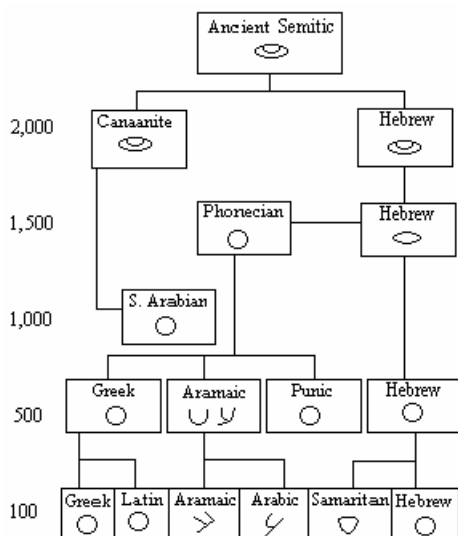 Ancient Semitic
2,000
Canaanite
Hebrew
1,500
Phonecian
Hebrew
S. Arabian
1,000
Greek
Aramaic
Punic
Hebrew
500
Greek
Latin
Aramaic
Arabic
Samaritan
Hebrew
100